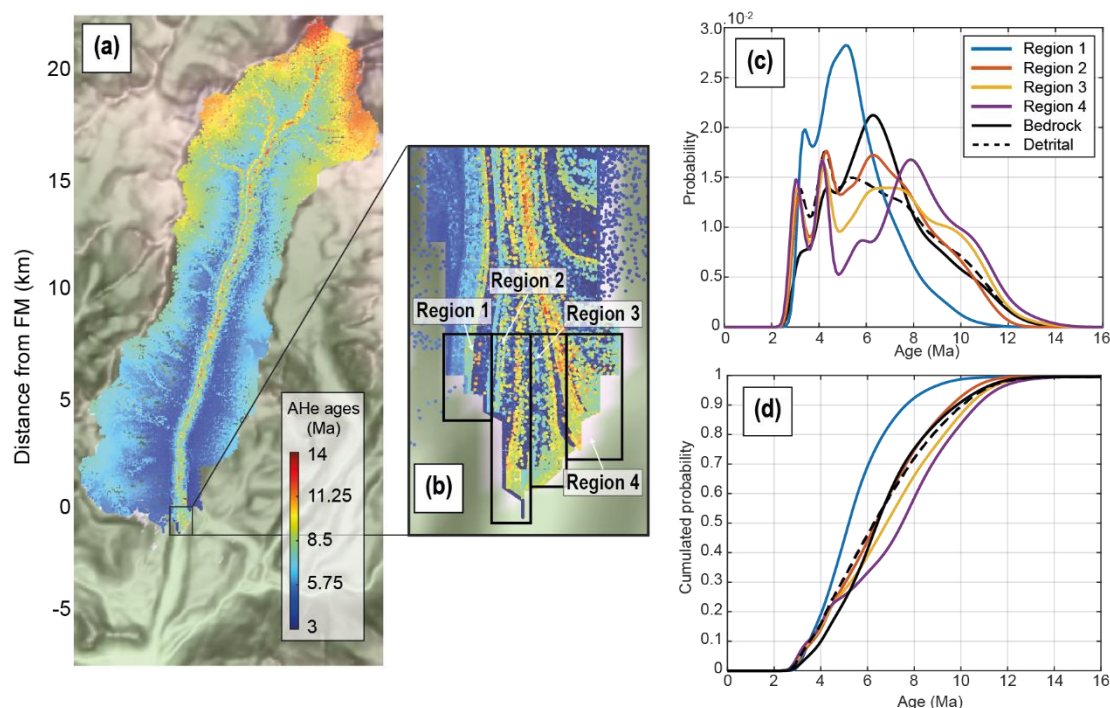 (a)
Distance from FM (km)
20
15
10
5
0
-5
AHe ages
(Ma)
14
11.25
8.5
5.75
3
Region 1
Region 2
Region 3
Region 4
(b)
3.0
x10⁻²
2.5
2.0
1.5
1.0
0.5
0.0
Probability
(c)
Region 1
Region 2
Region 3
Region 4
Bedrock
Detrital
0 2 4 6 8 10 12 14 16
Age (Ma)
1
0.9
0.8
0.7
0.6
0.5
0.4
0.3
0.2
0.1
0
Cumulated probability
(d)
0 2 4 6 8 10 12 14 16
Age (Ma)